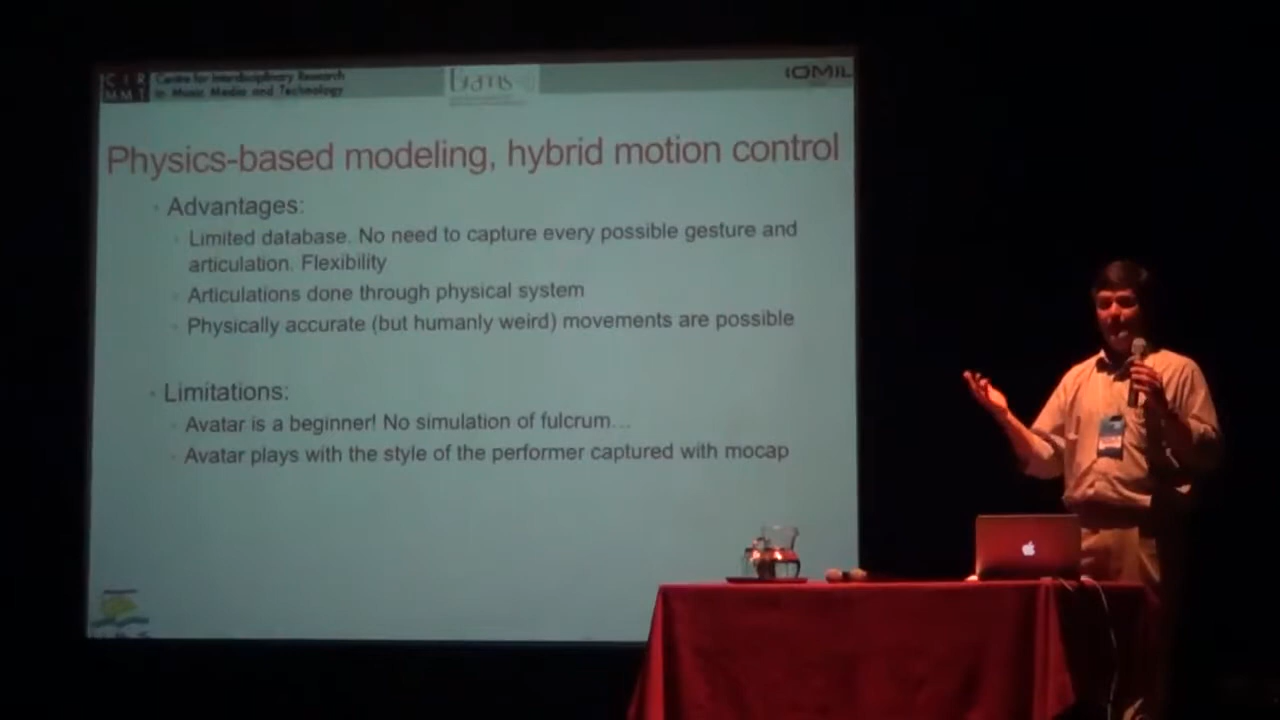 CIR
MMT
Centre for Interdisciplinary Research
in Music Media and Technology
brams
IDMIL
Physics-based modeling, hybrid motion control
Advantages:
Limited database. No need to capture every possible gesture and
articulation. Flexibility
Articulations done through physical system
Physically accurate (but humanly weird) movements are possible
Limitations:
Avatar is a beginner! No simulation of fulcrum…
Avatar plays with the style of the performer captured with mocap